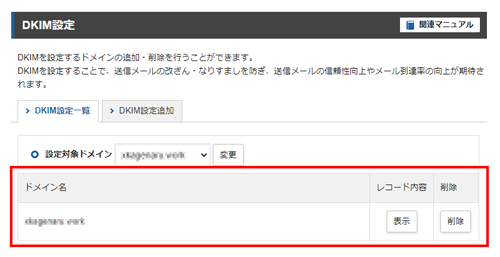 DKIM設定
関連マニュアル
DKIMを設定するドメインの追加・削除を行うことができます。
DKIMを設定することで、送信メールの改ざん・なりすましを防ぎ、送信メールの信頼性向上やメール到達率の向上が期待さ
れます。
DKIM設定一覧 DKIM設定追加
設定対象ドメイン 変更
ドメイン名 レコード内容 削除
表示 削除